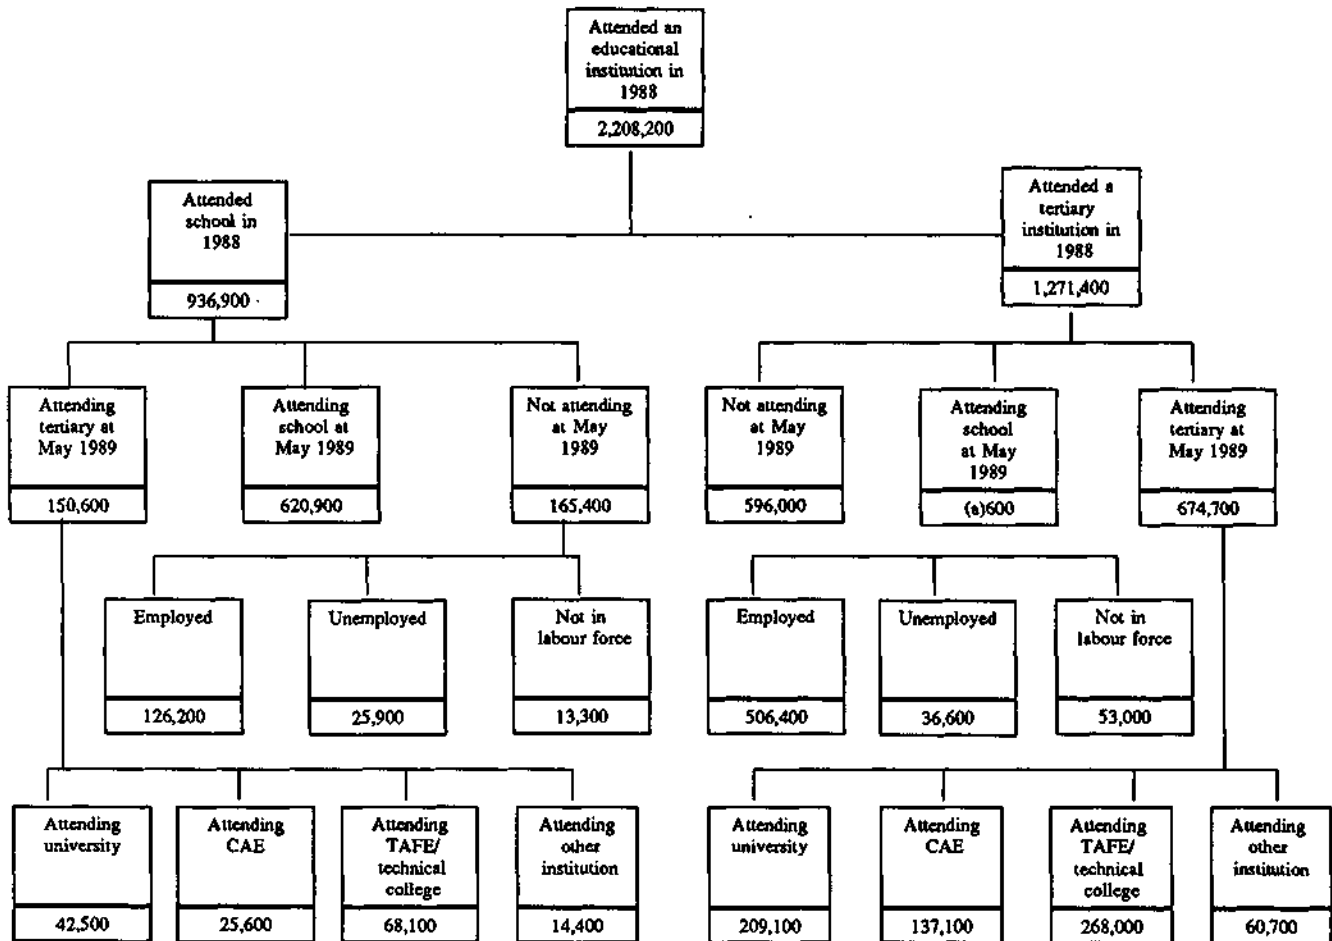 Attended an
educational
institution in
1988
2,208,200
Attended
school in
1988
936,900
Attended a
tertiary
institution in
1988
1,271,400
Attending
tertiary at
May 1989
150,600
Attending
school at
May 1989
620,900
Not attending
at May
1989
165,400
Not attending
at May
1989
596,000
Attending
school
at May
1989
(a)600
Attending
tertiary at
May 1989
674,700
Employed
126,200
Unemployed
25,900
Not in
labour force
13,300
Employed
506,400
Unemployed
36,600
Not in
labour force
53,000
Attending
university
42,500
Attending
CAE
25,600
Attending
TAFE/
technical
college
68,100
Attending
other
institution
14,400
Attending
university
209,100
Attending
CAE
137,100
Attending
TAFE/
technical
college
268,000
Attending
other
institution
60,700